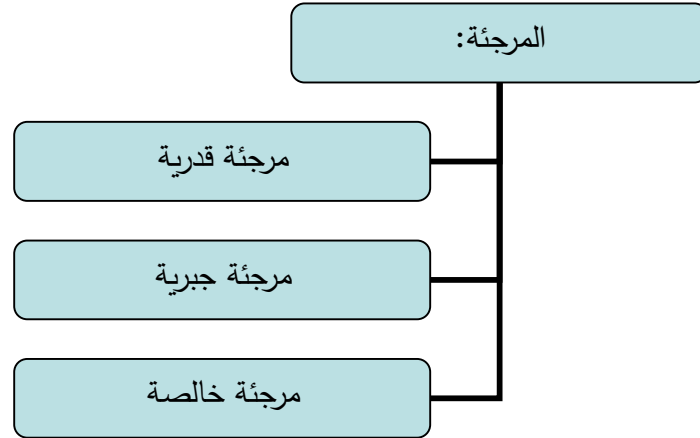 المرجئة:
مرجئة قدرية
مرجئة جبرية
مرجئة خالصة